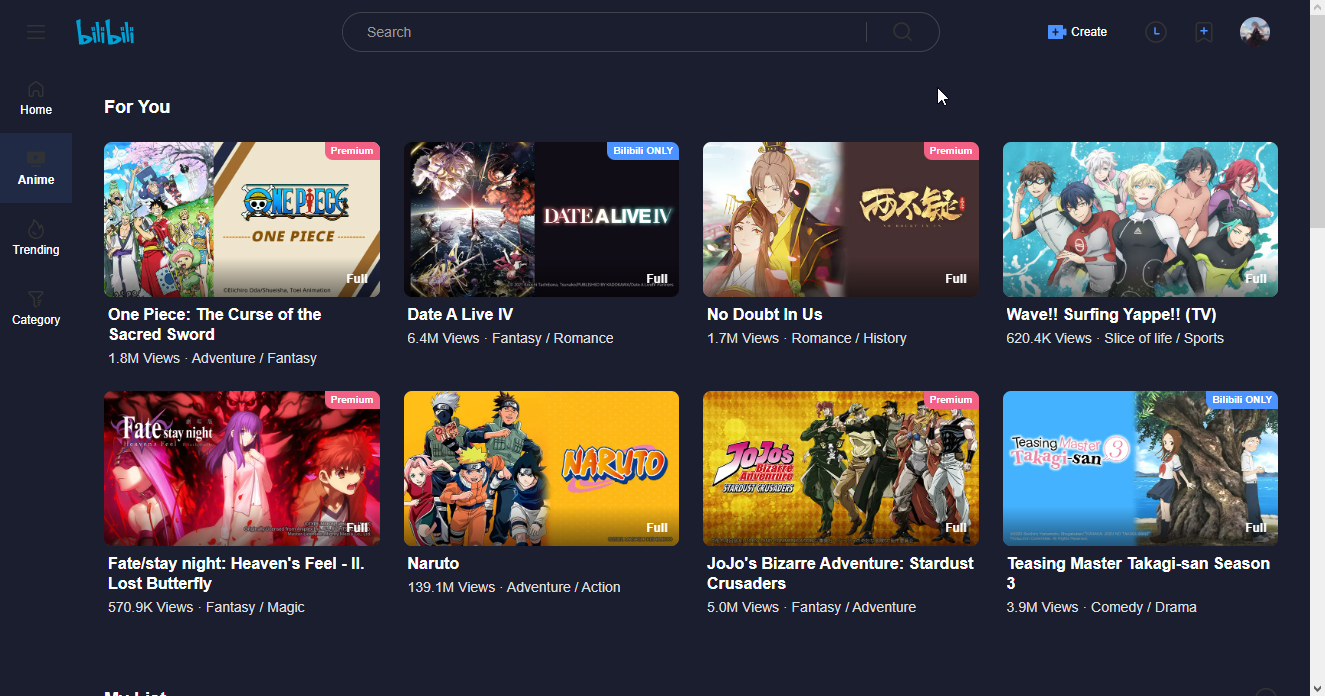 bilibili
Search
Create
Home
Anime
Trending
Category
For You
Premium
ONE PIECE
ONE PIECE
Full
©Eiichiro Oda/Shueisha, Toei Animation
One Piece: The Curse of the
Sacred Sword
1.8M Views · Adventure / Fantasy
Bilibili ONLY
DATE A LIVE IV
Full
Date A Live IV
6.4M Views · Fantasy / Romance
Premium
两不疑
Full
No Doubt In Us
1.7M Views · Romance / History
Full
Wave!! Surfing Yappe!! (TV)
620.4K Views · Slice of life / Sports
Premium
Fate
stay night
Heaven's Feel
Full
Fate/stay night: Heaven's Feel - II.
Lost Butterfly
570.9K Views · Fantasy / Magic
NARUTO
Full
Naruto
139.1M Views · Adventure / Action
Premium
JoJo's
Bizarre
Adventure
STARDUST CRUSADERS
Full
JoJo's Bizarre Adventure: Stardust
Crusaders
5.0M Views · Fantasy / Adventure
Bilibili ONLY
Teasing Master
Takagi-san 3
Full
Teasing Master Takagi-san Season
3
3.9M Views · Comedy / Drama
My List